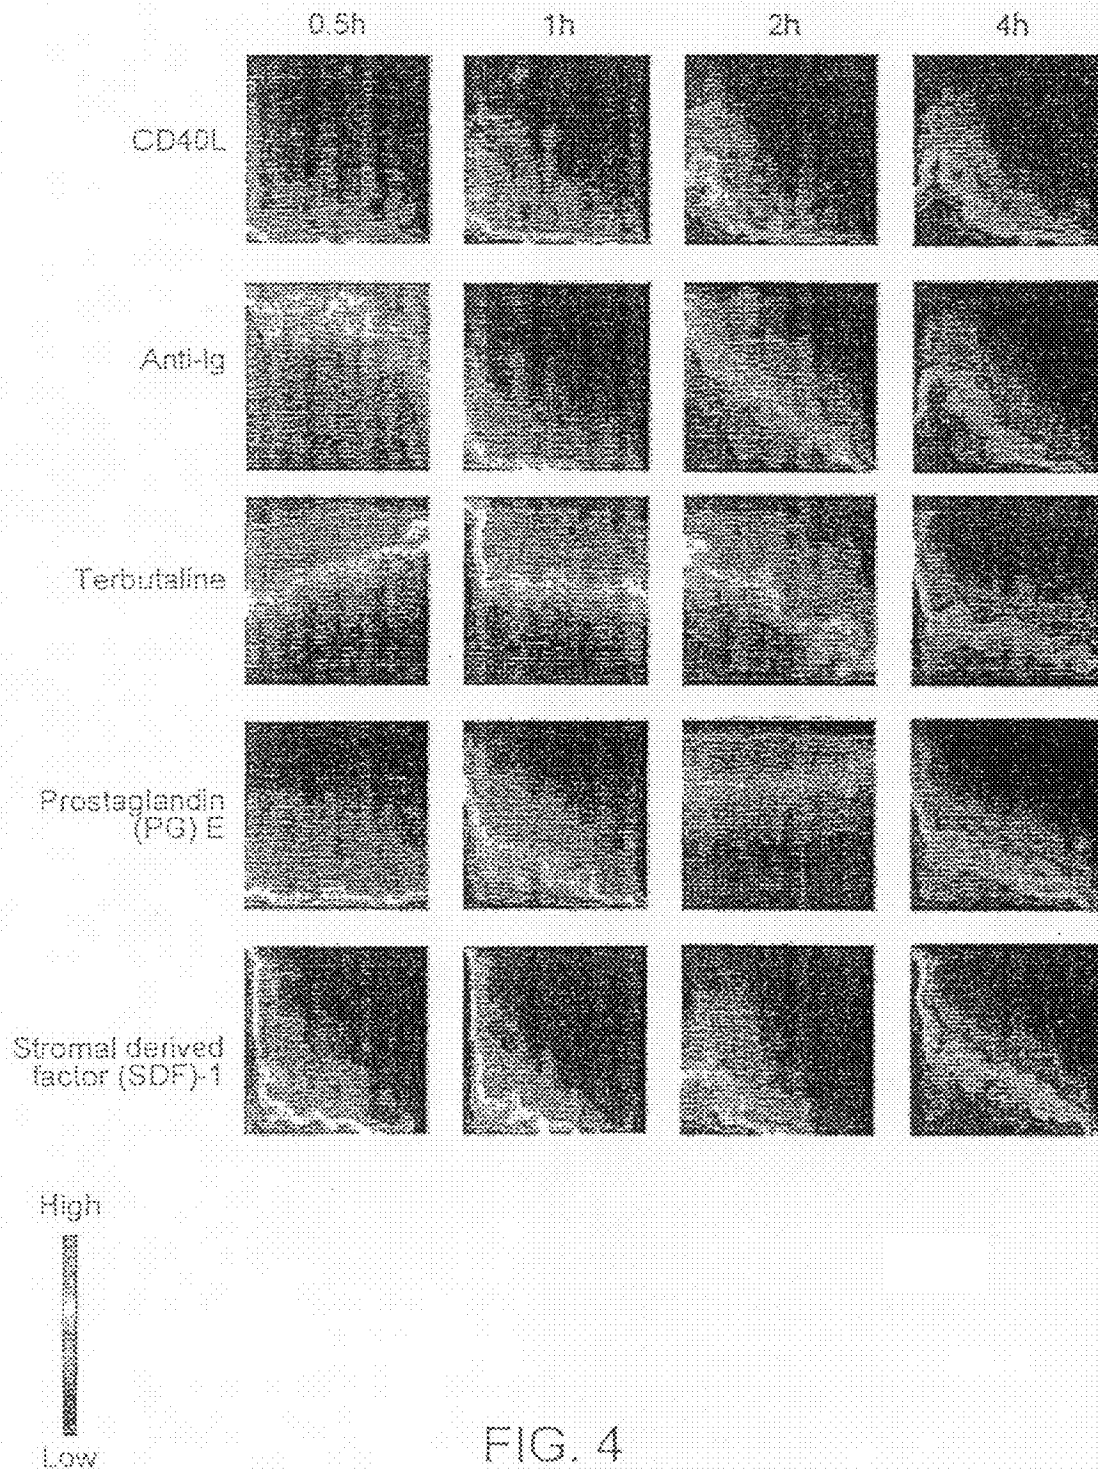 0.5h 1h 2h 4h
CD40L
Anti-Ig
Terbutaline
Prostaglandin
(PG) E
Stromal derived
factor (SDF)-1
High
Low
FIG. 4